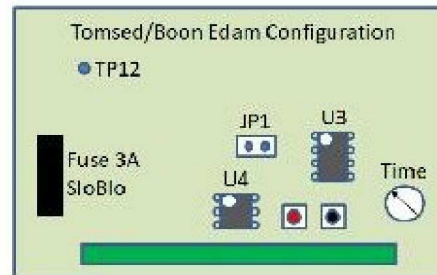 Tomsed/Boon Edam Configuration
TP12
JP1
U3
Fuse 3A
SloBlo
U4
Time